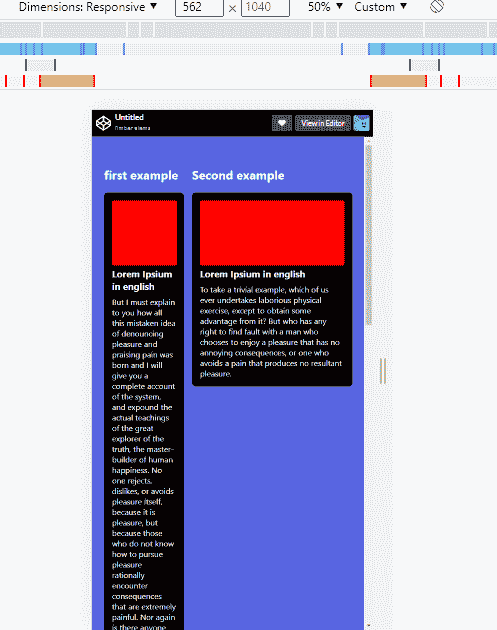 Dimensions: Responsive ▼ 562 × 1040 50% ▼ Custom ▼
Untitled
View in Editor
first example
Second example
Lorem Ipsium
in english
But I must explain
to you how all
this mistaken idea
of denouncing
pleasure and
praising pain was
born and I will
give you a
complete account
of the system,
and expound the
actual teachings
of the great
explorer of the
truth, the master-
builder of human
happiness. No
one rejects,
dislikes, or avoids
pleasure itself,
because it is
pleasure, but
because those
who do not know
how to pursue
pleasure
rationally
encounter
consequences
that are extremely
painful. Nor again
is there anyone
Lorem Ipsium in english
To take a trivial example, which of us
ever undertakes laborious physical
exercise, except to obtain some
advantage from it? But who has any
right to find fault with a man who
chooses to enjoy a pleasure that has no
annoying consequences, or one who
avoids a pain that produces no resultant
pleasure.